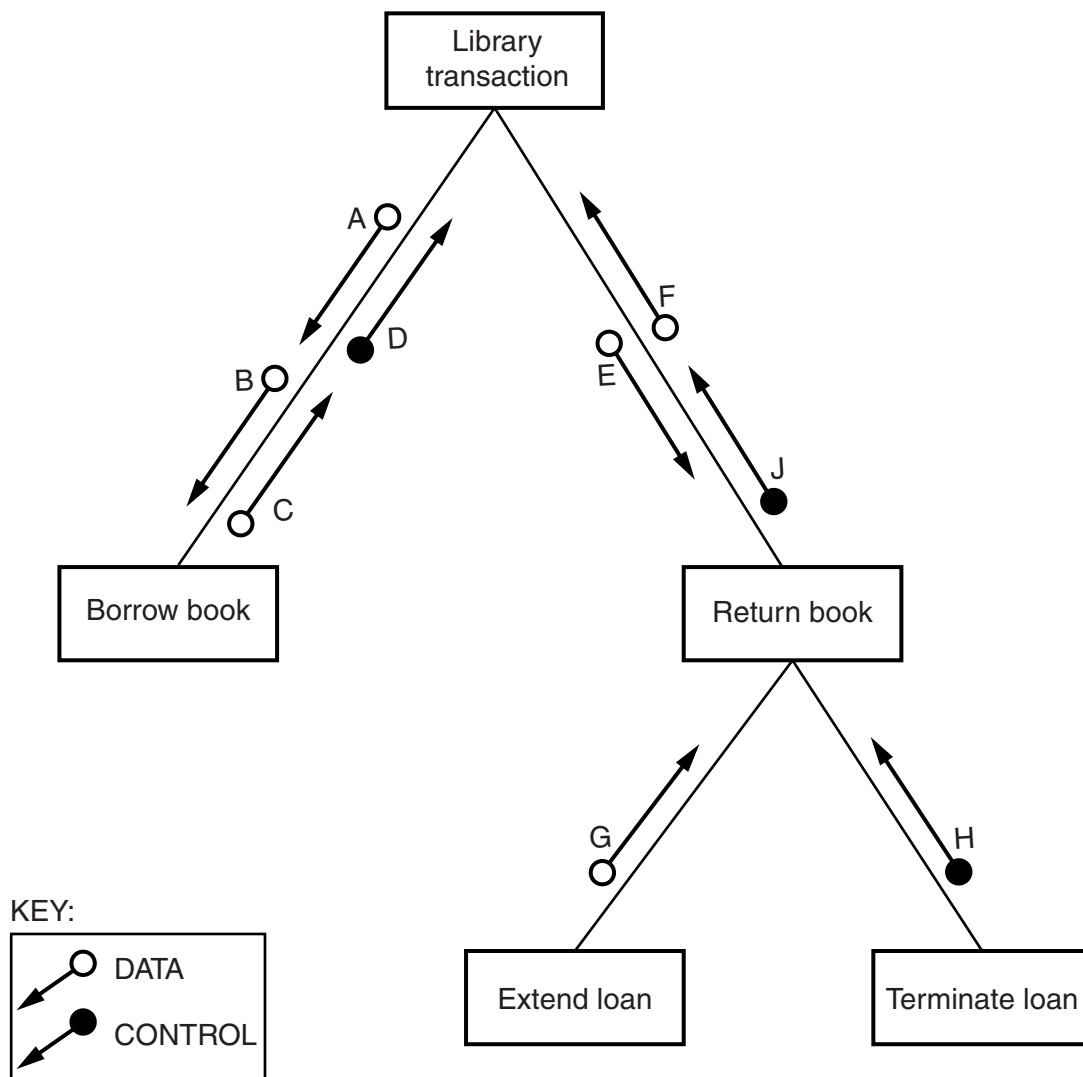 Library
transaction
A
F
D
B
E
J
C
Borrow book
Return book
G
H
KEY:
DATA
Extend loan
Terminate loan
CONTROL